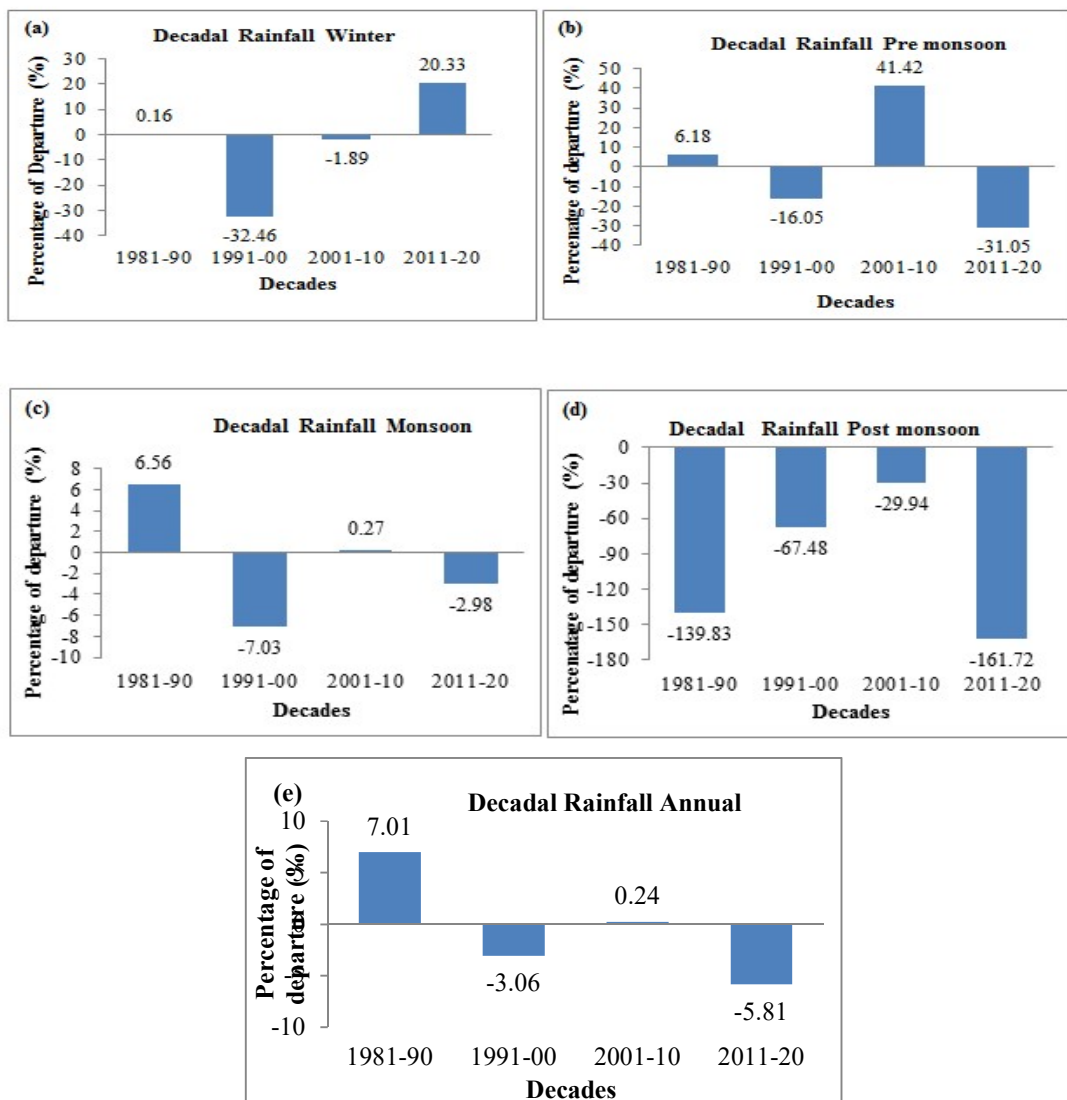 (a)
Decadal Rainfall Winter
Percentage of Departure (%)
30
20
10
0
-10
-20
-30
-40
0.16
-32.46
-1.89
20.33
1981-90 1991-00 2001-10 2011-20
Decades
(b)
Decadal Rainfall Pre monsoon
Percenatge of departure (%)
50
40
30
20
10
0
-10
-20
-30
-40
6.18
-16.05
41.42
-31.05
1981-90 1991-00 2001-10 2011-20
Decades
(c)
Decadal Rainfall Monsoon
Percentage of departure (%)
8
6
4
2
0
-2
-4
-6
-8
-10
6.56
-7.03
0.27
-2.98
1981-90 1991-00 2001-10 2011-20
Decades
(d)
Decadal Rainfall Post monsoon
Percenatage of departure (%)
0
-30
-60
-90
-120
-150
-180
-139.83
-67.48
-29.94
-161.72
1981-90 1991-00 2001-10 2011-20
Decades
(e)
Decadal Rainfall Annual
Percentage of
departure (%)
10
5
0
-5
-10
7.01
-3.06
0.24
-5.81
1981-90 1991-00 2001-10 2011-20
Decades